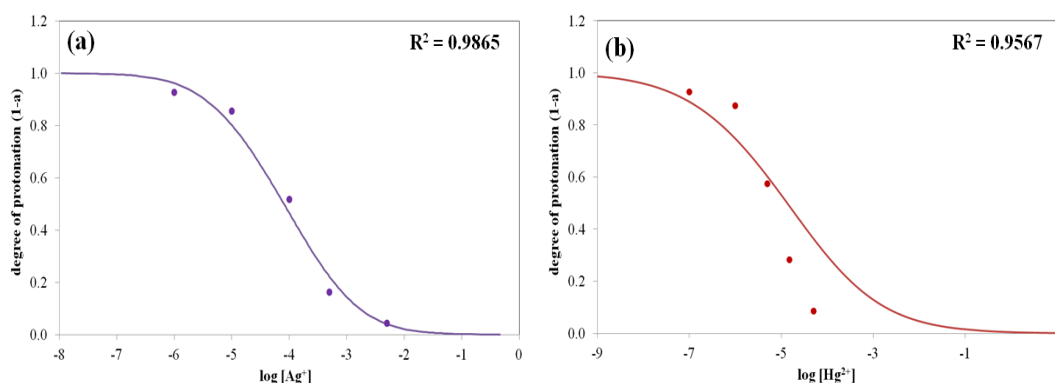 (a)
R² = 0.9865
degree of protonation (1-a)
1.2
1.0
0.8
0.6
0.4
0.2
0.0
-8 -7 -6 -5 -4 -3 -2 -1 0
log [Ag⁺]
(b)
R² = 0.9567
degree of protonation (1-a)
1.2
1.0
0.8
0.6
0.4
0.2
0.0
-9 -7 -5 -3 -1
log [Hg²⁺]